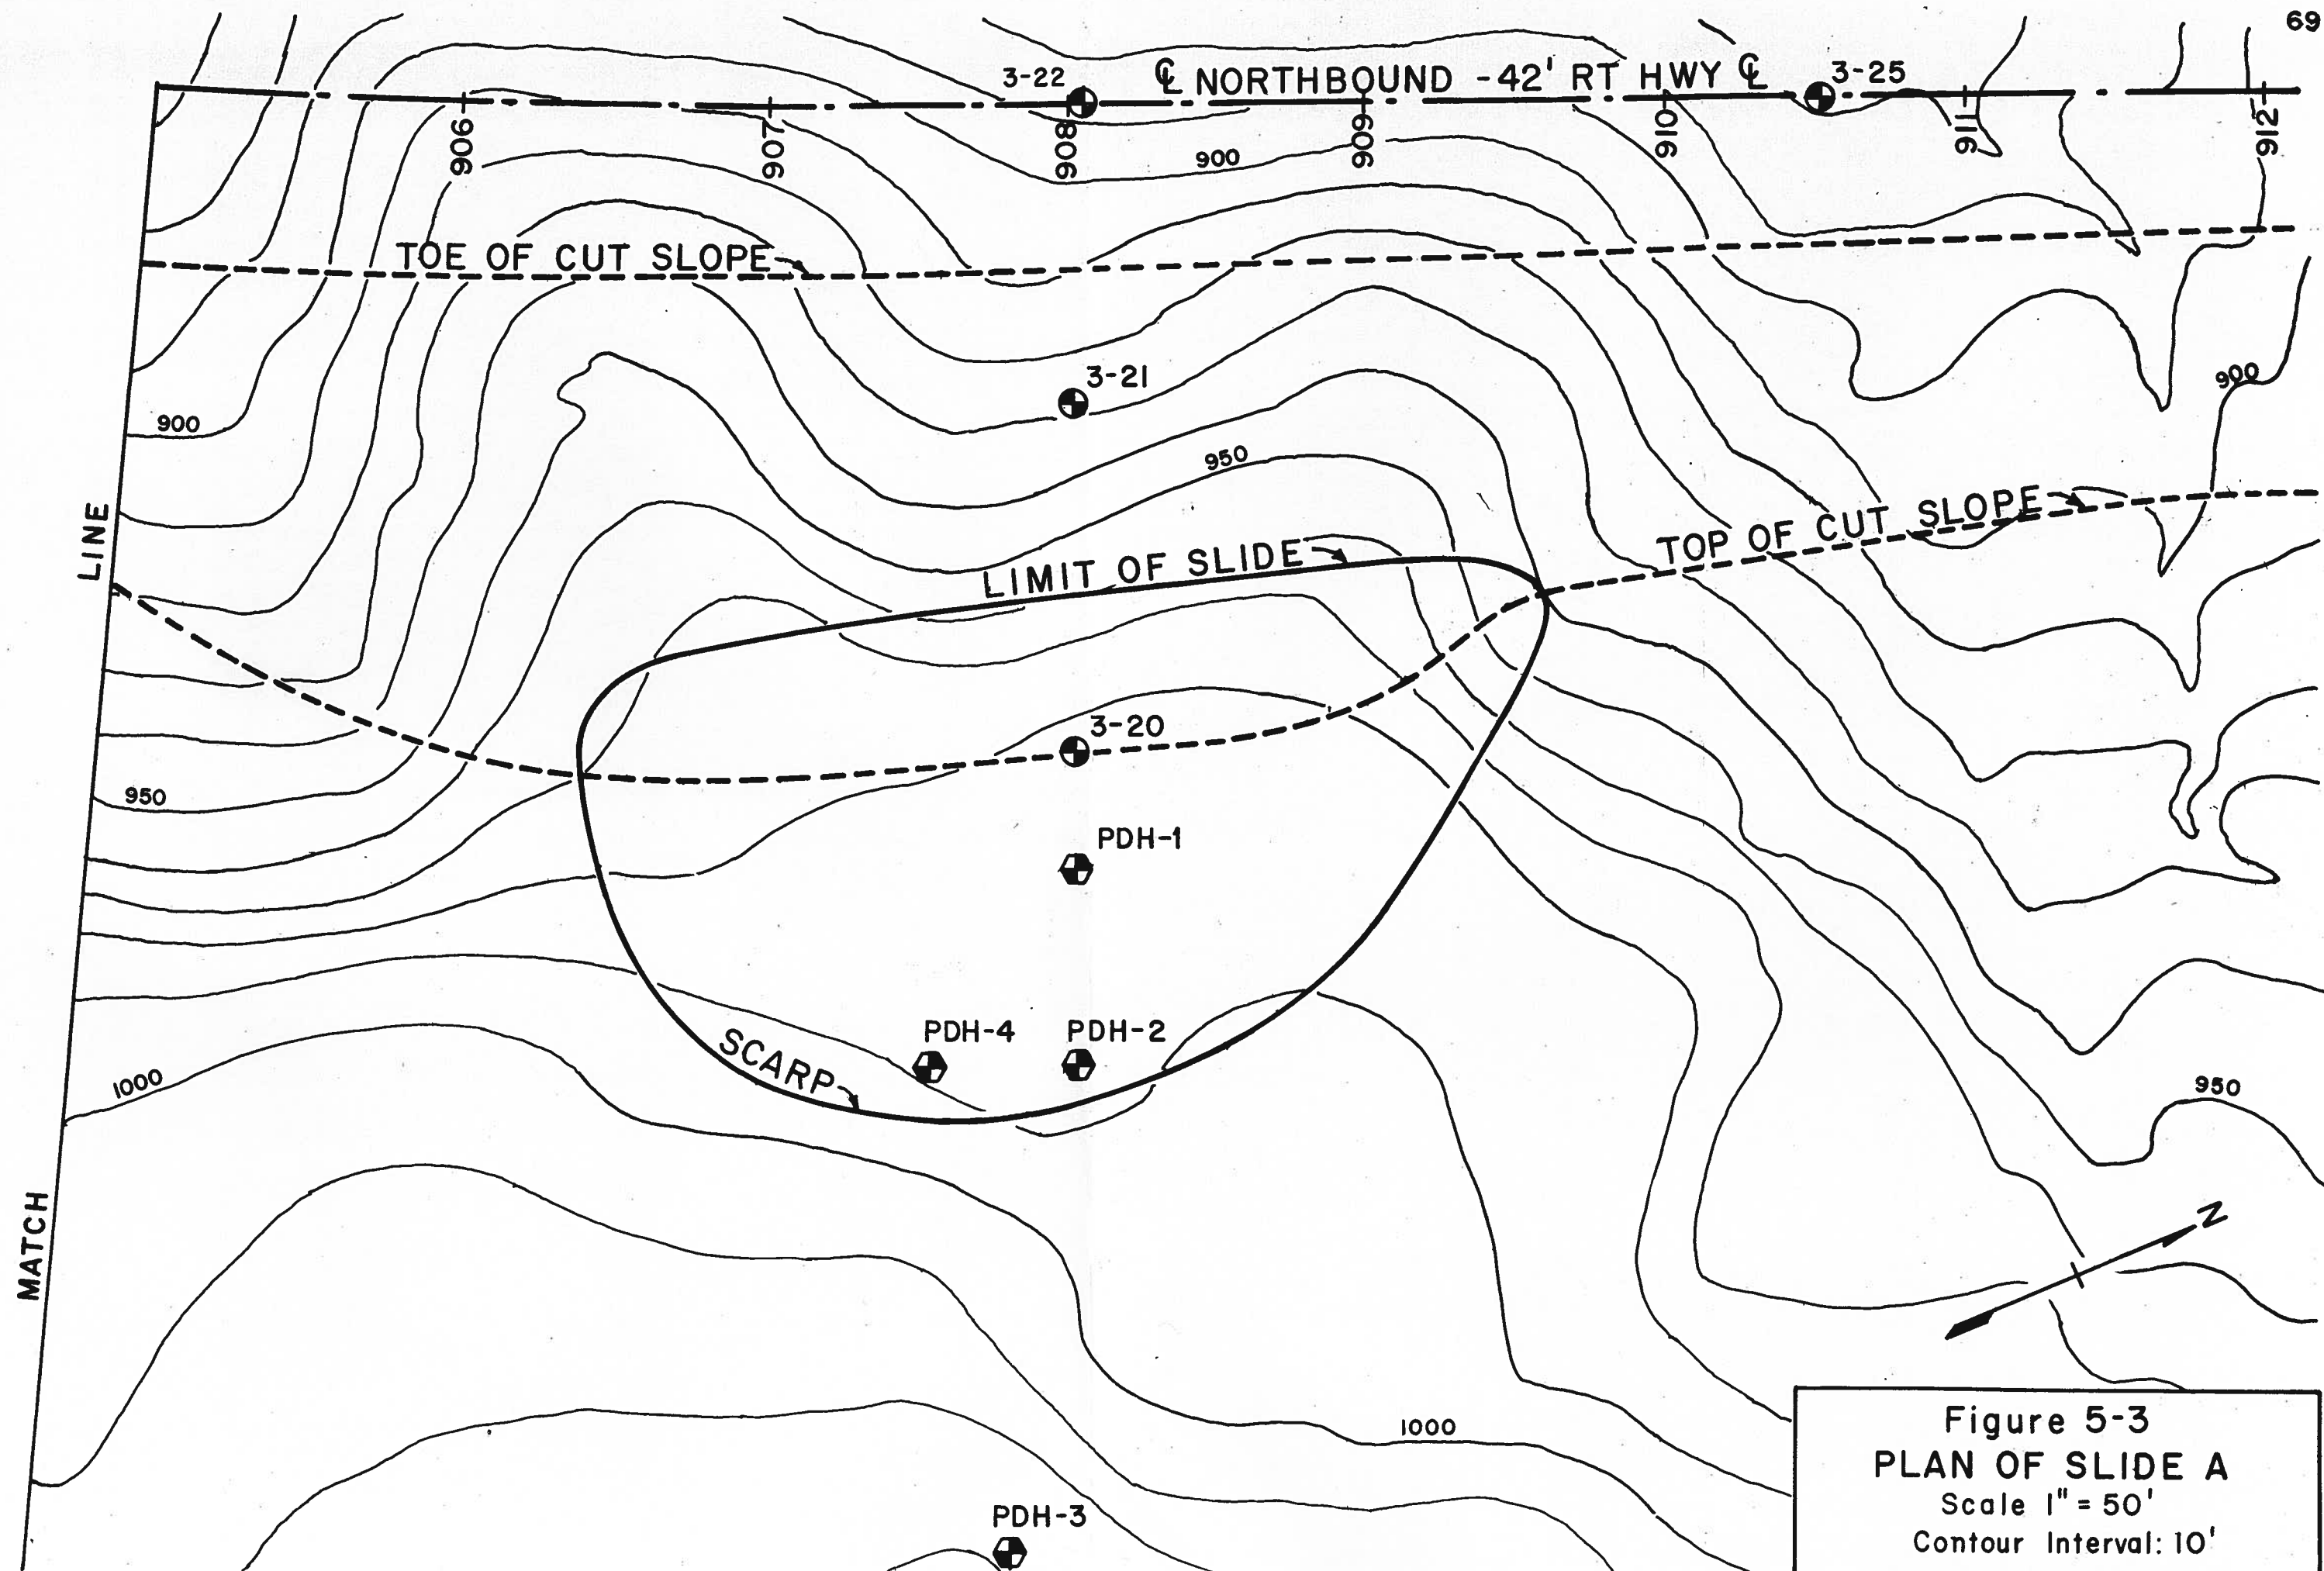 69
3-22
℄ NORTHBOUND -42' RT HWY ℄
3-25
906
907
908
909
910
911
912
900
TOE OF CUT SLOPE
3-21
900
900
950
LINE
TOP OF CUT SLOPE
LIMIT OF SLIDE
3-20
950
PDH-1
PDH-4
PDH-2
SCARP
1000
950
MATCH
N
1000
PDH-3
Figure 5-3
PLAN OF SLIDE A
Scale 1" = 50'
Contour Interval: 10'